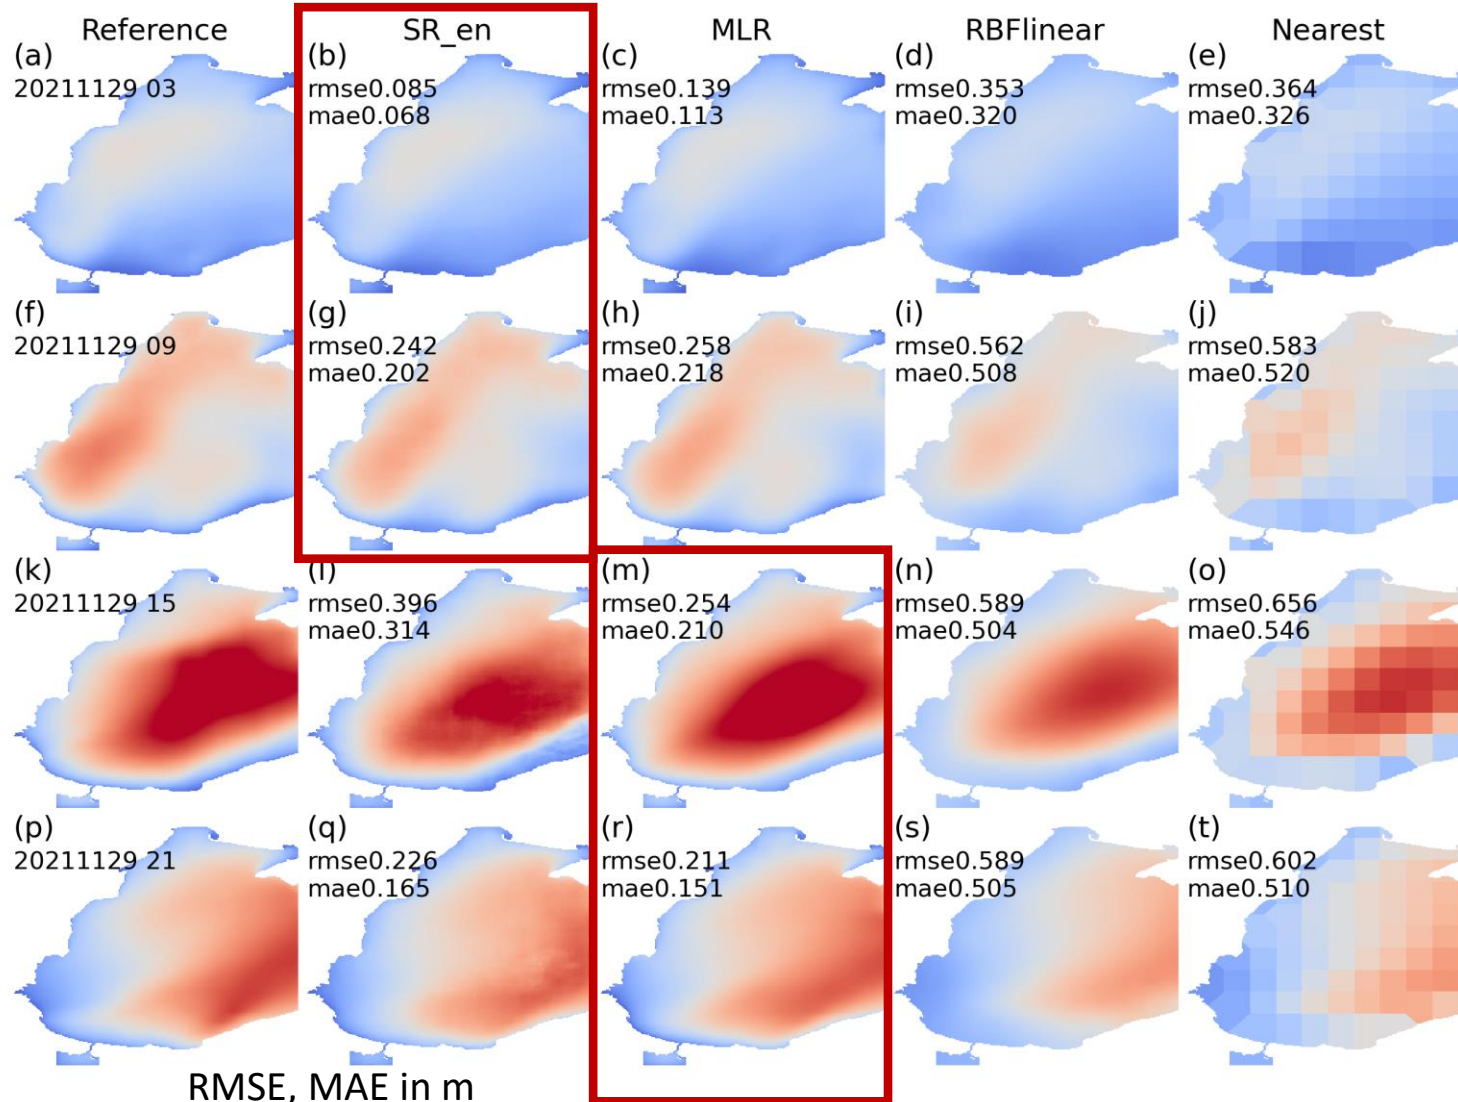 Reference SR_en MLR RBFlinear Nearest
(a) (b) (c) (d) (e)
20211129 03 rmse0.085 rmse0.139 rmse0.353 rmse0.364
mae0.068 mae0.113 mae0.320 mae0.326
(f) (g) (h) (i) (j)
20211129 09 rmse0.242 rmse0.258 rmse0.562 rmse0.583
mae0.202 mae0.218 mae0.508 mae0.520
(k) (l) (m) (n) (o)
20211129 15 rmse0.396 rmse0.254 rmse0.589 rmse0.656
mae0.314 mae0.210 mae0.504 mae0.546
(p) (q) (r) (s) (t)
20211129 21 rmse0.226 rmse0.211 rmse0.589 rmse0.602
mae0.165 mae0.151 mae0.505 mae0.510
RMSE, MAE in m